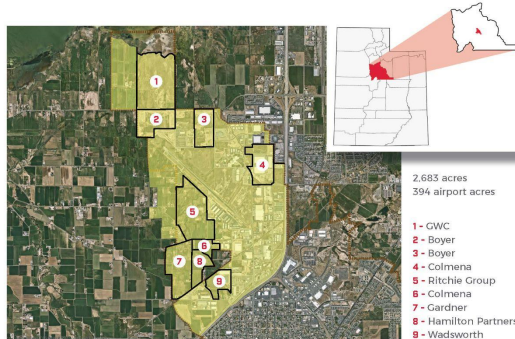 1
2
3
4
5
6
7
8
9
2,683 acres
394 airport acres
1 - GWC
2 - Boyer
3 - Boyer
4 - Colmena
5 - Ritchie Group
6 - Colmena
7 - Gardner
8 - Hamilton Partners
9 - Wadsworth